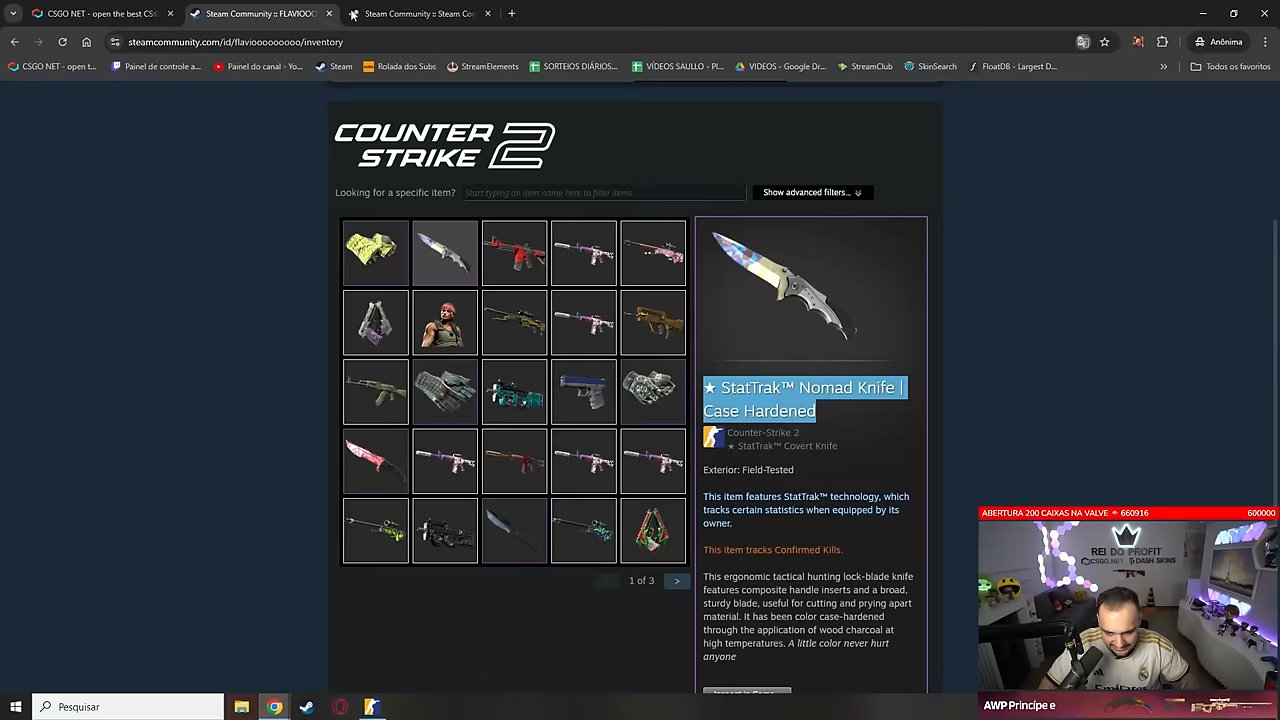 CSGO NET - open the best CS:
Steam Community :: FLAVIOOO
Steam Community :: Steam Co
steamcommunity.com/id/flaviooooooooo/inventory
Anônima
CSGO NET - open t...
Painel de controle a...
Painel do canal - Yo...
Steam
Rolada dos Subs
StreamElements
SORTEIOS DIÁRIOS...
VÍDEOS SAULLO - Pl...
VIDEOS - Google Dr...
StreamClub
SkinSearch
FloatDB - Largest D...
Todos os favoritos
COUNTER
STRIKE 2
Looking for a specific item?
Start typing an item name here to filter items
Show advanced filters...
★ StatTrak™ Nomad Knife |
Case Hardened
Counter-Strike 2
★ StatTrak™ Covert Knife
Exterior: Field-Tested
This item features StatTrak™ technology, which
tracks certain statistics when equipped by its
owner.
This item tracks Confirmed Kills.
This ergonomic tactical hunting lock-blade knife
features composite handle inserts and a broad,
sturdy blade, useful for cutting and prying apart
material. It has been color case-hardened
through the application of wood charcoal at
high temperatures. A little color never hurt
anyone
1 of 3
>
ABERTURA 200 CAIXAS NA VALVE 660916 600000
REI DO PROFIT
CSGO.NET DASH SKINS
AWP Príncipe e
Pesquisar